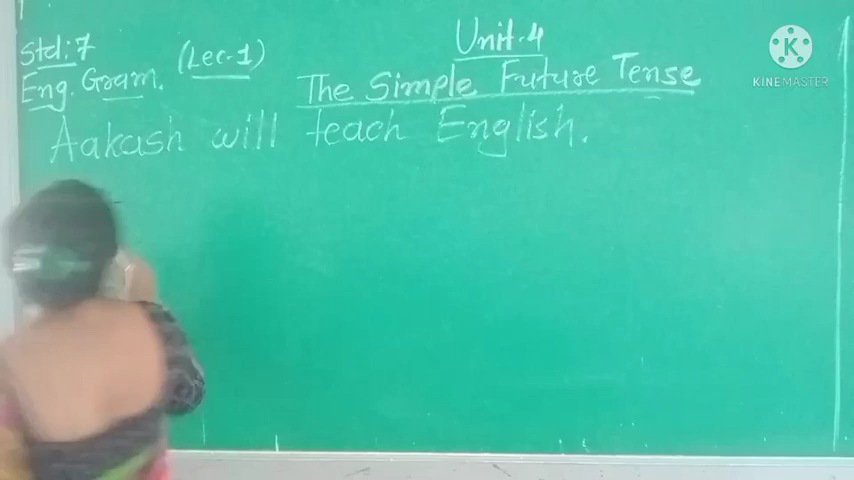 Std:7
(Lec-1)
Unit-4
Eng. Gram.
The Simple Future Tense
Aakash will teach English.
K
KINEMASTER